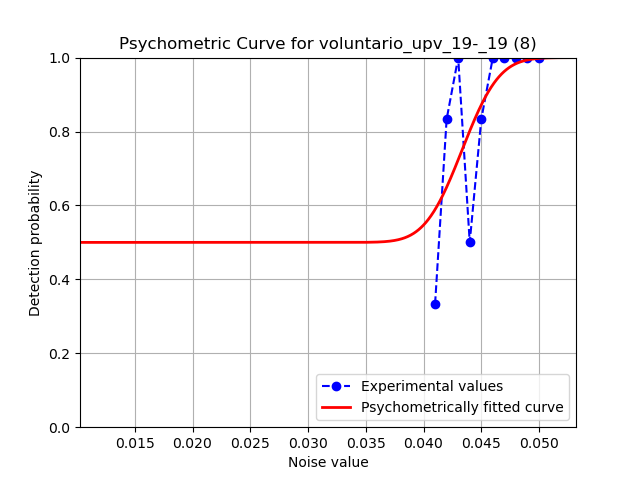 Psychometric Curve for voluntario_upv_19-_19 (8)
1.0
0.8
0.6
0.4
0.2
0.0
Detection probability
Experimental values
Psychometrically fitted curve
0.015 0.020 0.025 0.030 0.035 0.040 0.045 0.050
Noise value